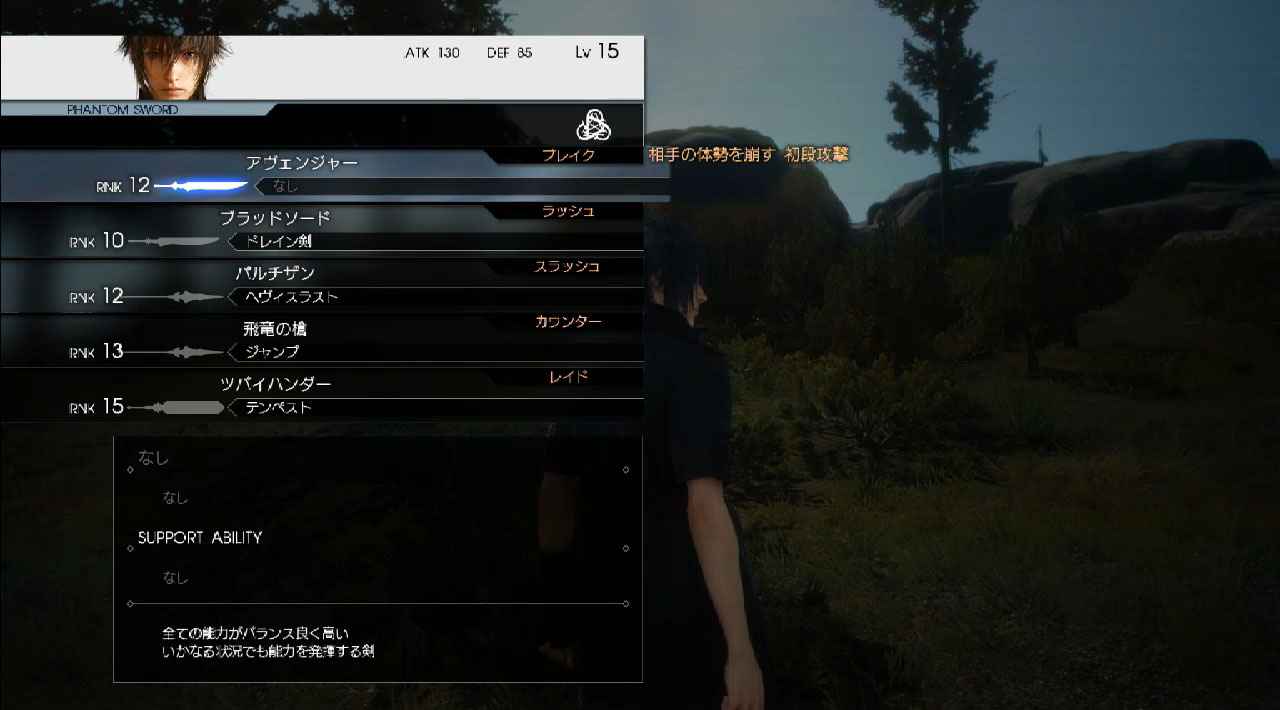 ATK 130 DEF 85 Lv 15
PHANTOM SWORD
アヴェンジャー ブレイク 相手の体勢を崩す 初段攻撃
RNK 12 なし
ブラッドソード ラッシュ
RNK 10 ドレイン剣
パルチザン スラッシュ
RNK 12 ヘヴィスラスト
飛竜の槍 カウンター
RNK 13 ジャンプ
ツバイハンダー レイド
RNK 15 テンペスト
なし
なし
SUPPORT ABILITY
なし
全ての能力がバランス良く高い
いかなる状況でも能力を発揮する剣